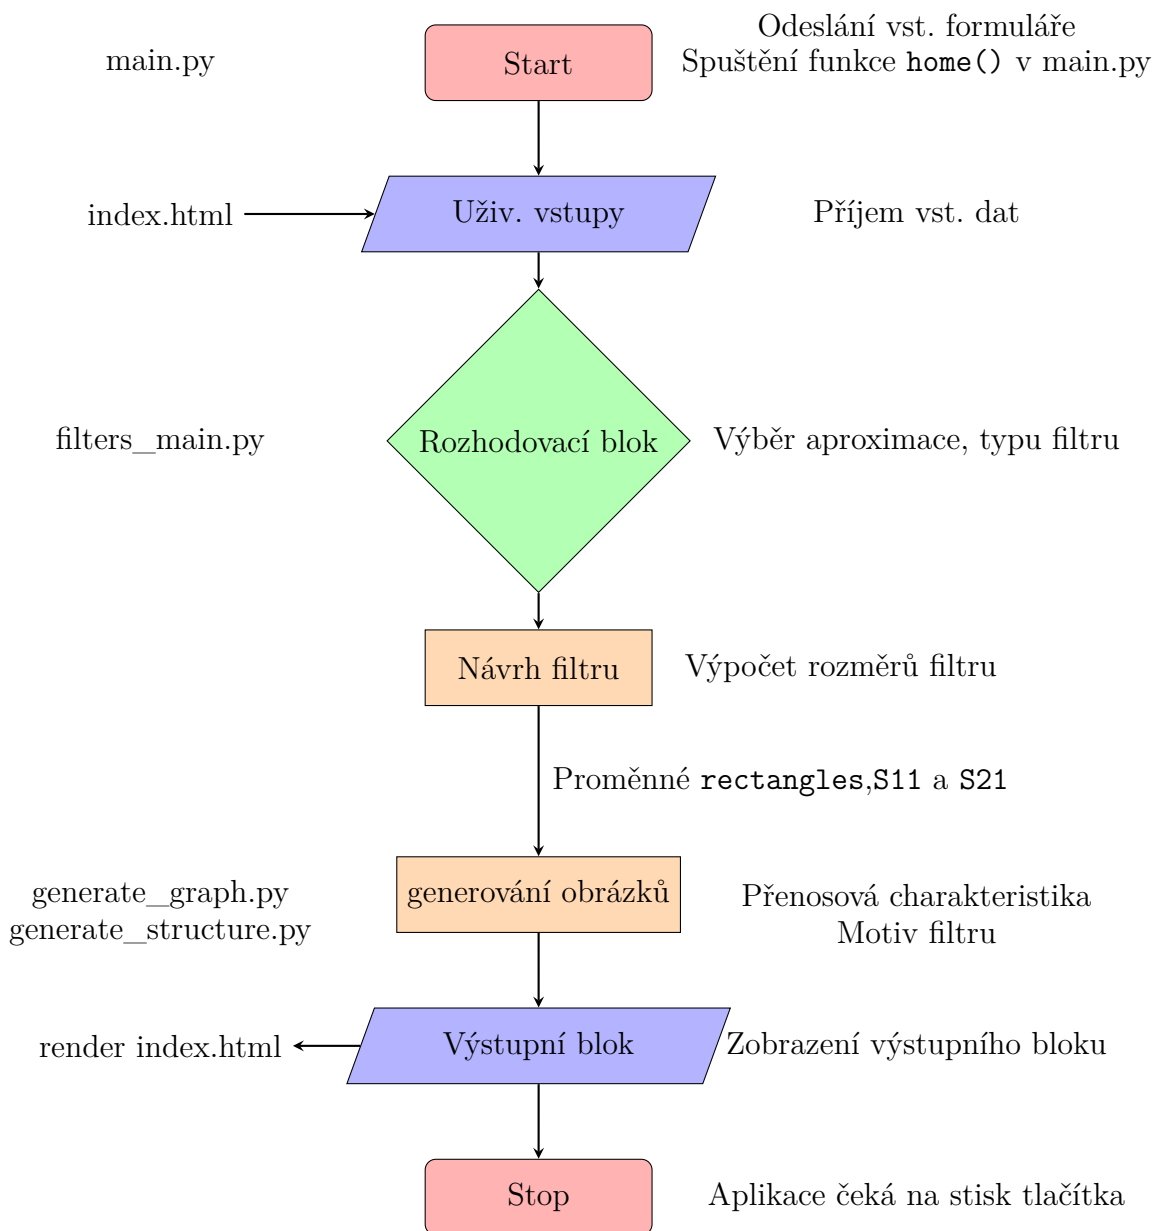 main.py
Start
Odeslání vst. formuláře
Spuštění funkce home() v main.py
index.html
Uživ. vstupy
Příjem vst. dat
filters_main.py
Rozhodovací blok
Výběr aproximace, typu filtru
Návrh filtru
Výpočet rozměrů filtru
Proměnné rectangles,S11 a S21
generate_graph.py
generate_structure.py
generování obrázků
Přenosová charakteristika
Motiv filtru
render index.html
Výstupní blok
Zobrazení výstupního bloku
Stop
Aplikace čeká na stisk tlačítka